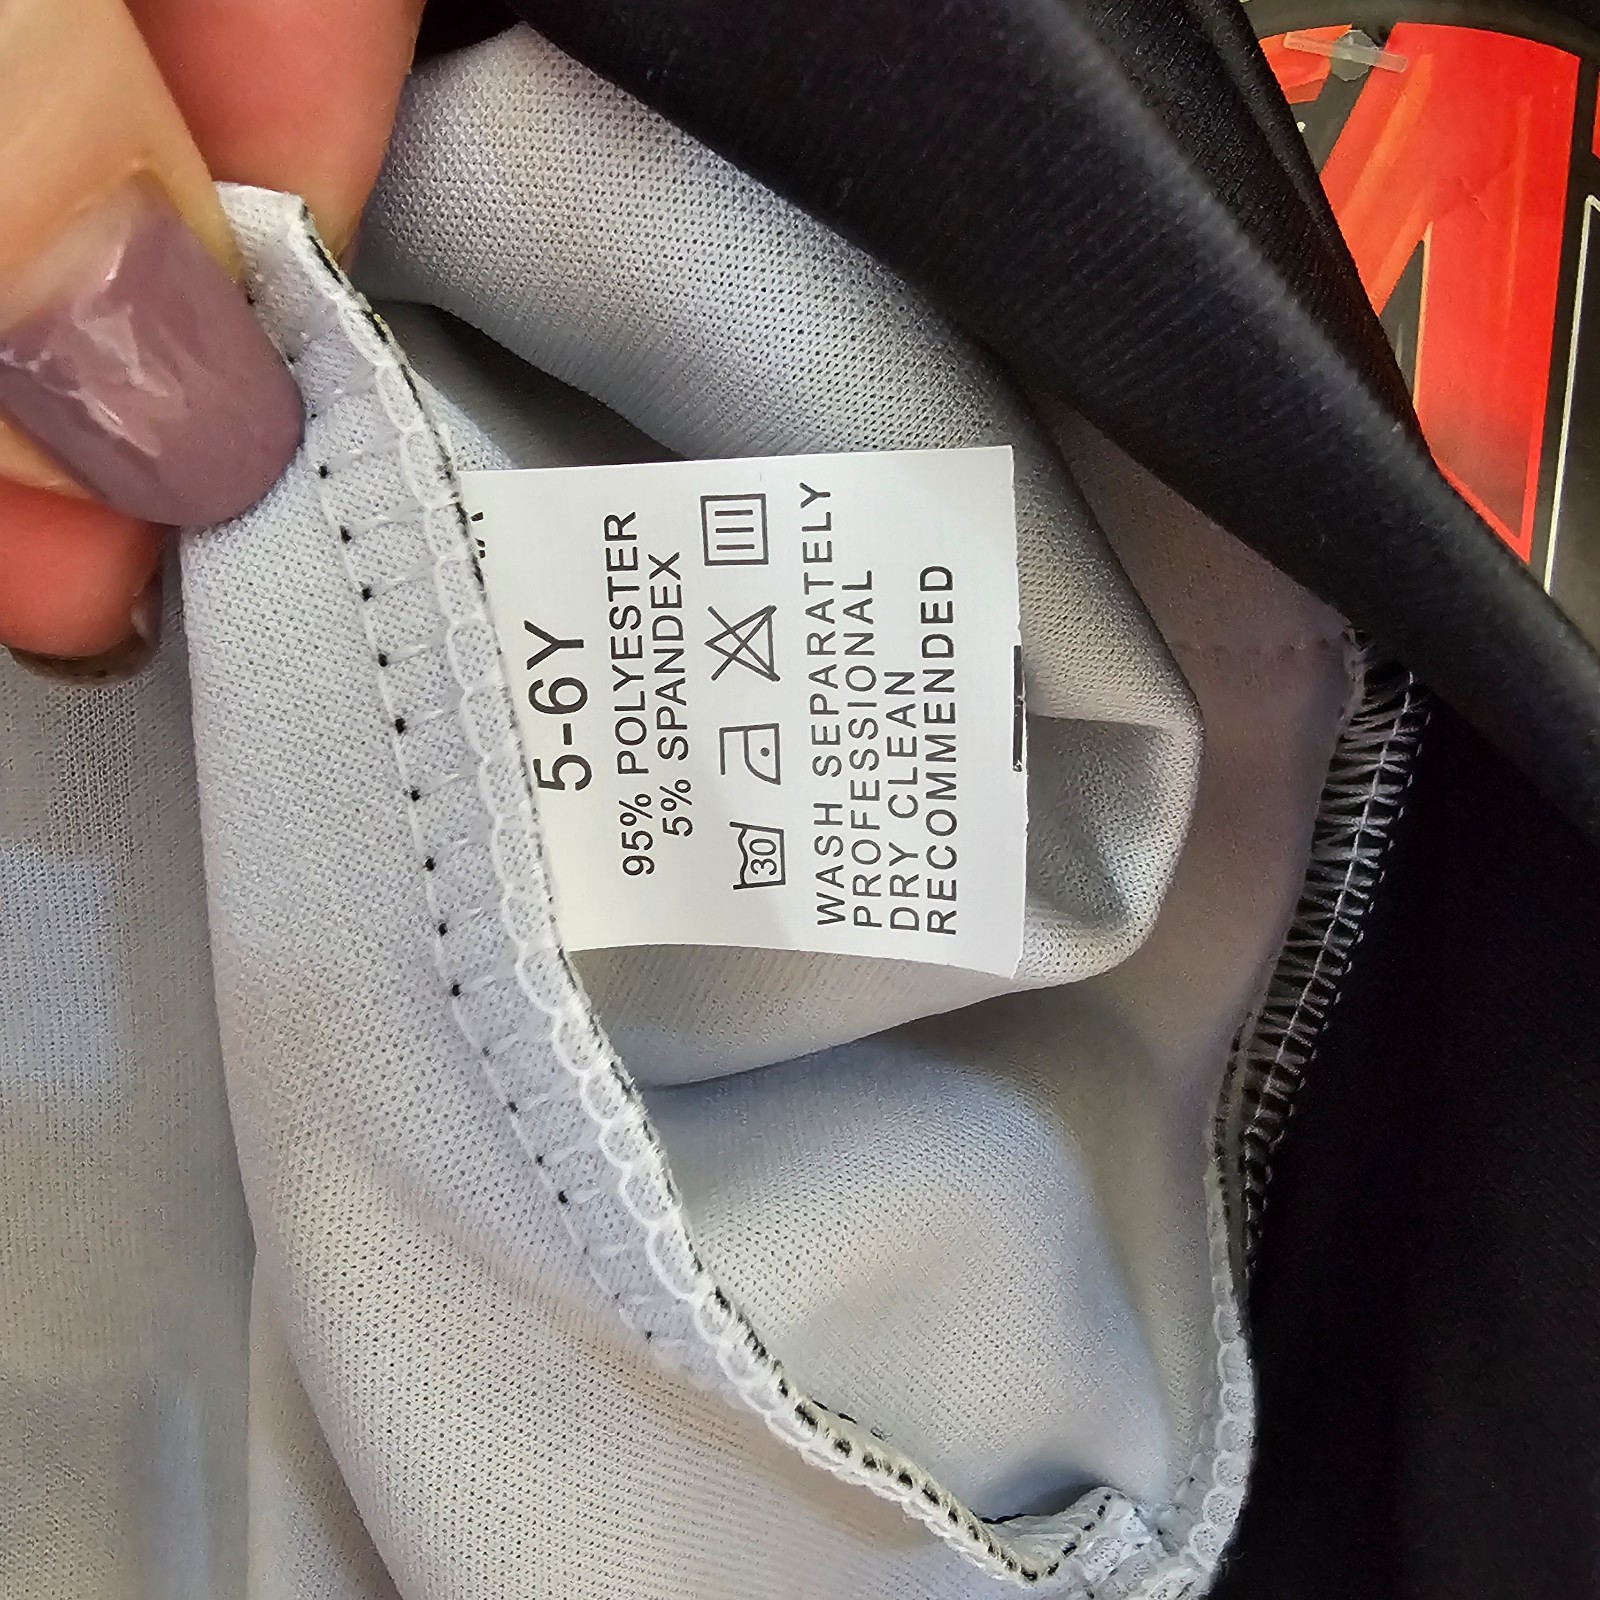 5-6Y
95% POLYESTER
5% SPANDEX
30
WASH SEPARATELY
PROFESSIONAL
DRY CLEAN
RECOMMENDED